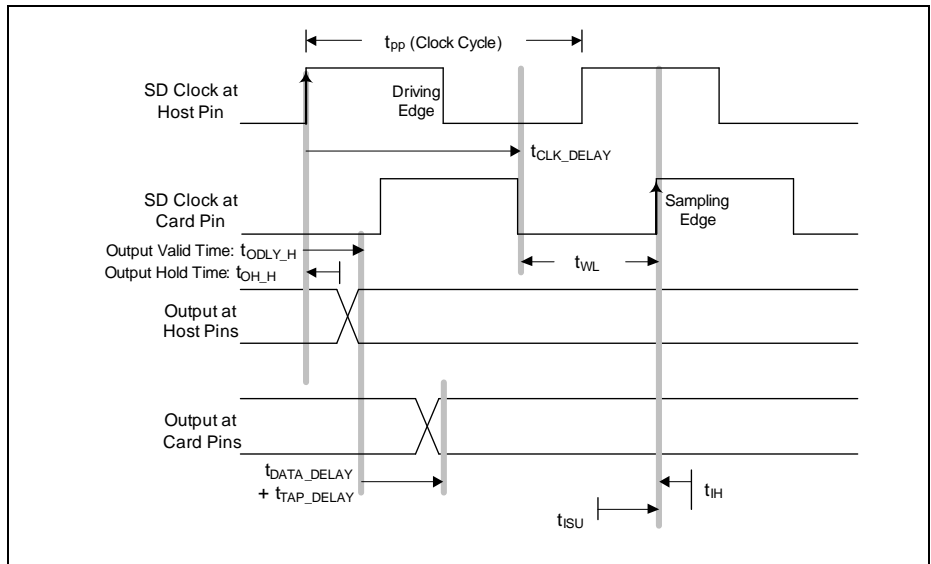 tpp (Clock Cycle)
SD Clock at
Host Pin
Driving
Edge
tCLK_DELAY
SD Clock at
Card Pin
Sampling
Edge
Output Valid Time: tODLY_H
Output Hold Time: tOH_H
tWL
Output at
Host Pins
Output at
Card Pins
tDATA_DELAY
+ tTAP_DELAY
tIH
tISU